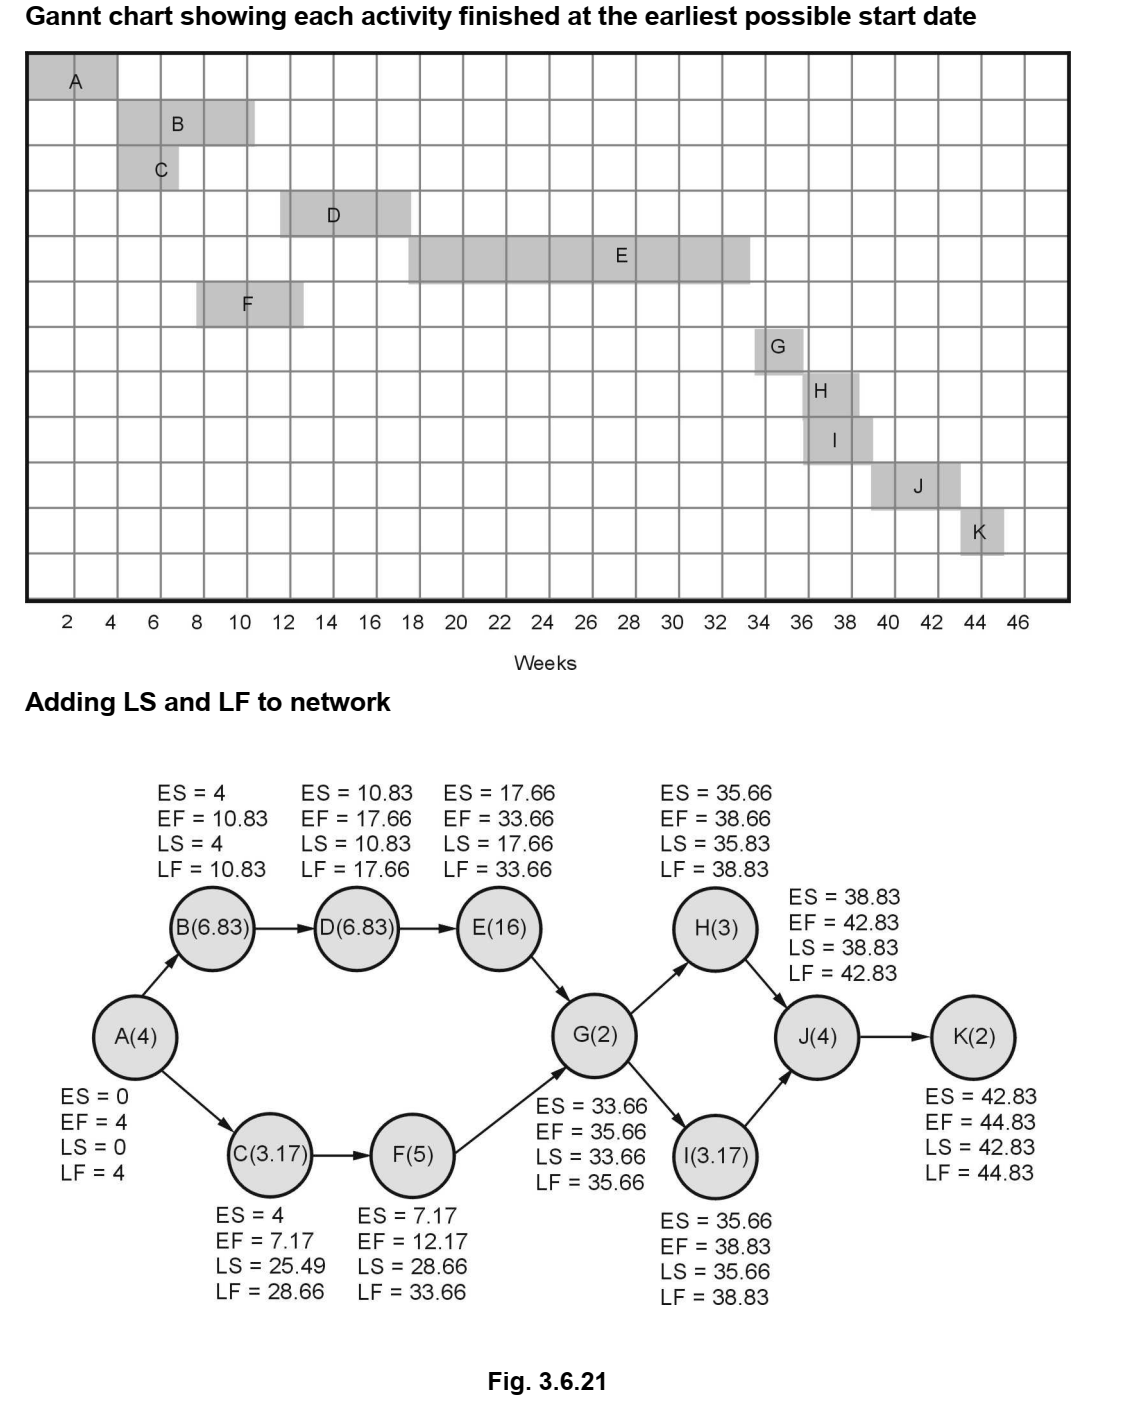 Gannt chart showing each activity finished at the earliest possible start date
A
B
C
D
E
F
G
H
I
J
K
2 4 6 8 10 12 14 16 18 20 22 24 26 28 30 32 34 36 38 40 42 44 46
Weeks
Adding LS and LF to network
ES = 4
EF = 10.83
LS = 4
LF = 10.83
ES = 10.83
EF = 17.66
LS = 10.83
LF = 17.66
ES = 17.66
EF = 33.66
LS = 17.66
LF = 33.66
ES = 35.66
EF = 38.66
LS = 35.83
LF = 38.83
ES = 38.83
EF = 42.83
LS = 38.83
LF = 42.83
B(6.83)
D(6.83)
E(16)
H(3)
A(4)
G(2)
J(4)
K(2)
ES = 0
EF = 4
LS = 0
LF = 4
ES = 33.66
EF = 35.66
LS = 33.66
LF = 35.66
ES = 42.83
EF = 44.83
LS = 42.83
LF = 44.83
C(3.17)
F(5)
I(3.17)
ES = 4
EF = 7.17
LS = 25.49
LF = 28.66
ES = 7.17
EF = 12.17
LS = 28.66
LF = 33.66
ES = 35.66
EF = 38.83
LS = 35.66
LF = 38.83
Fig. 3.6.21